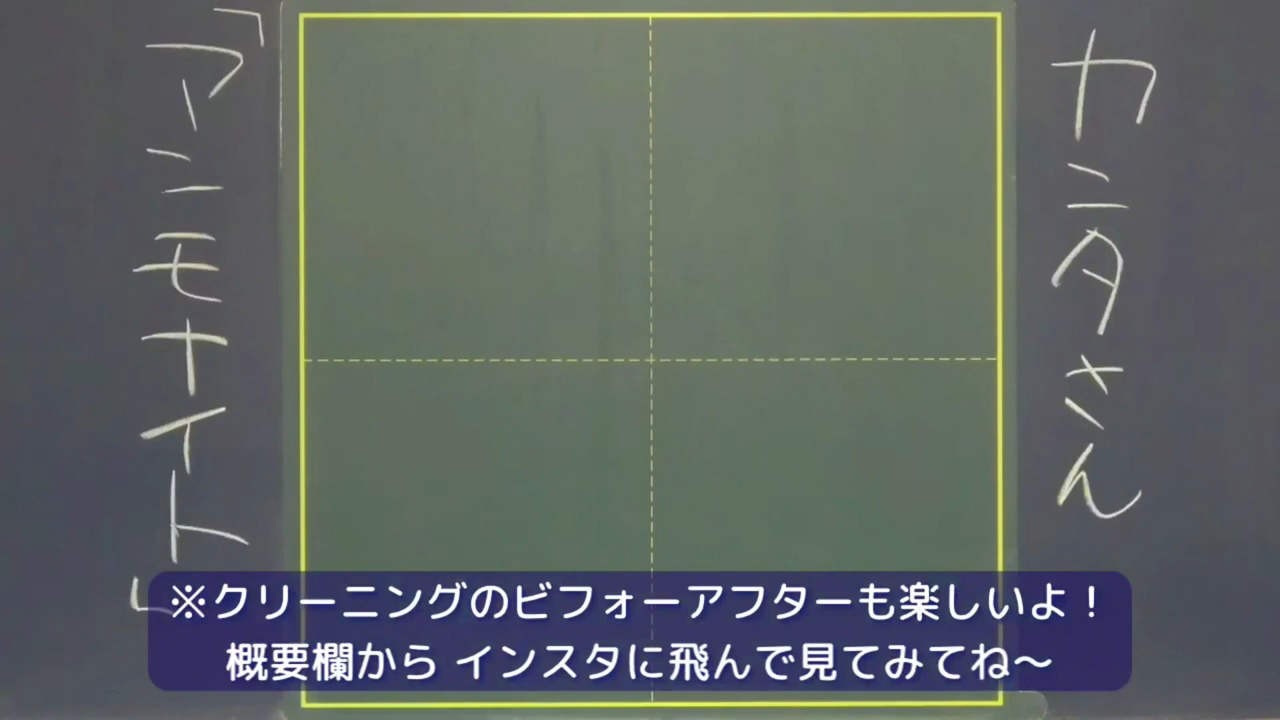 カンタさん
「アンモナイト」
※クリーニングのビフォーアフターも楽しいよ！
概要欄から インスタに飛んで見てみてね～